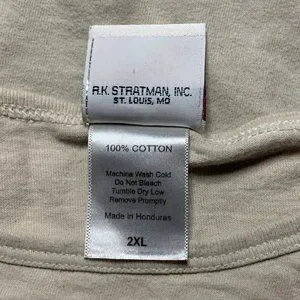 R.K. STRATMAN, INC.
ST. LOUIS, MO
100% COTTON
Machine Wash Cold
Do Not Bleach
Tumble Dry Low
Remove Promptly
Made in Honduras
2XL